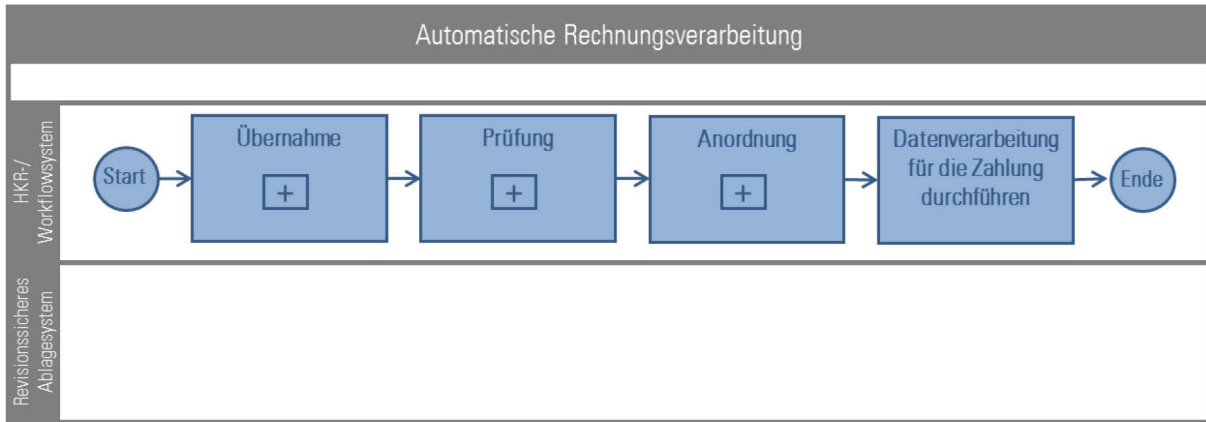 Automatische Rechnungsverarbeitung
HKR-/
Workflowsystem
Start
Übernahme
+
Prüfung
+
Anordnung
+
Datenverarbeitung
für die Zahlung
durchführen
Ende
Revisionssicheres
Ablagesystem